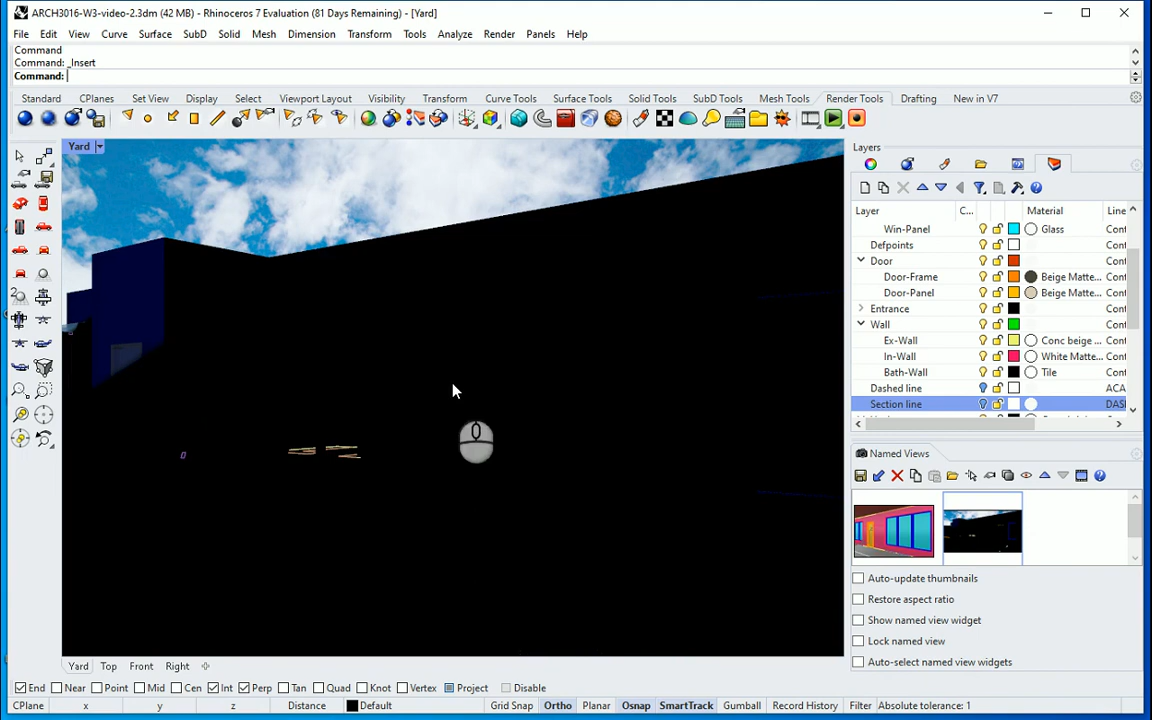 ARCH3016-W3-video-2.3dm (42 MB) - Rhinoceros 7 Evaluation (81 Days Remaining) - [Yard]
File Edit View Curve Surface SubD Solid Mesh Dimension Transform Tools Analyze Render Panels Help
Command
Command: _Insert
Command:
Standard CPlanes Set View Display Select Viewport Layout Visibility Transform Curve Tools Surface Tools Solid Tools SubD Tools Mesh Tools Render Tools Drafting New in V7
Yard
Layers
Layer C... Material Line
Win-Panel Glass Cont
Defpoints Cont
Door Cont
Door-Frame Beige Matte... Cont
Door-Panel Beige Matte... Cont
Entrance Cont
Wall Cont
Ex-Wall Conc beige ... Cont
In-Wall White Matte... Cont
Bath-Wall Tile Cont
Dashed line ACA
Section line DAS
Named Views
Auto-update thumbnails
Restore aspect ratio
Show named view widget
Lock named view
Auto-select named view widgets
0
Yard Top Front Right
End Near Point Mid Cen Int Perp Tan Quad Knot Vertex Project Disable
CPlane x y z Distance Default Grid Snap Ortho Planar Osnap SmartTrack Gumball Record History Filter Absolute tolerance: 1